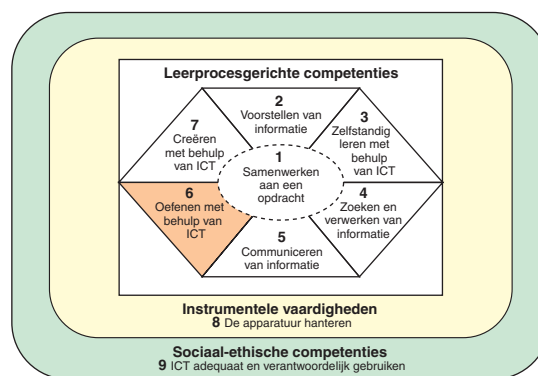 Leerprocesgerichte competenties
2
Voorstellen van
informatie
7
Creëren
met behulp
van ICT
3
Zelfstandig
leren met
behulp
van ICT
1
Samenwerken
aan een
opdracht
6
Oefenen met
behulp van
ICT
4
Zoeken en
verwerken van
informatie
5
Communiceren
van informatie
Instrumentele vaardigheden
8 De apparatuur hanteren
Sociaal-ethische competenties
9 ICT adequaat en verantwoordelijk gebruiken